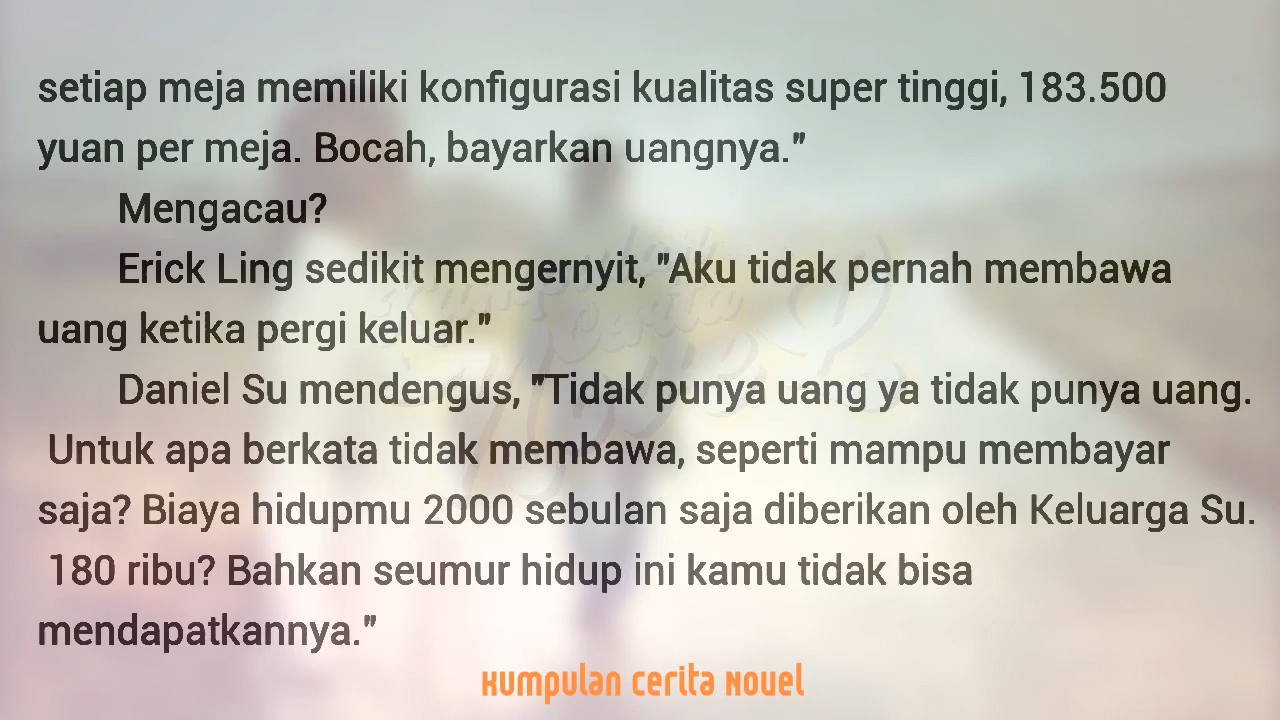 setiap meja memiliki konfigurasi kualitas super tinggi, 183.500
yuan per meja. Bocah, bayarkan uangnya."
Mengacau?
Erick Ling sedikit mengernyit, "Aku tidak pernah membawa
uang ketika pergi keluar."
Daniel Su mendengus, "Tidak punya uang ya tidak punya uang.
Untuk apa berkata tidak membawa, seperti mampu membayar
saja? Biaya hidupmu 2000 sebulan saja diberikan oleh Keluarga Su.
180 ribu? Bahkan seumur hidup ini kamu tidak bisa
mendapatkannya."
Kumpulan Cerita Novel